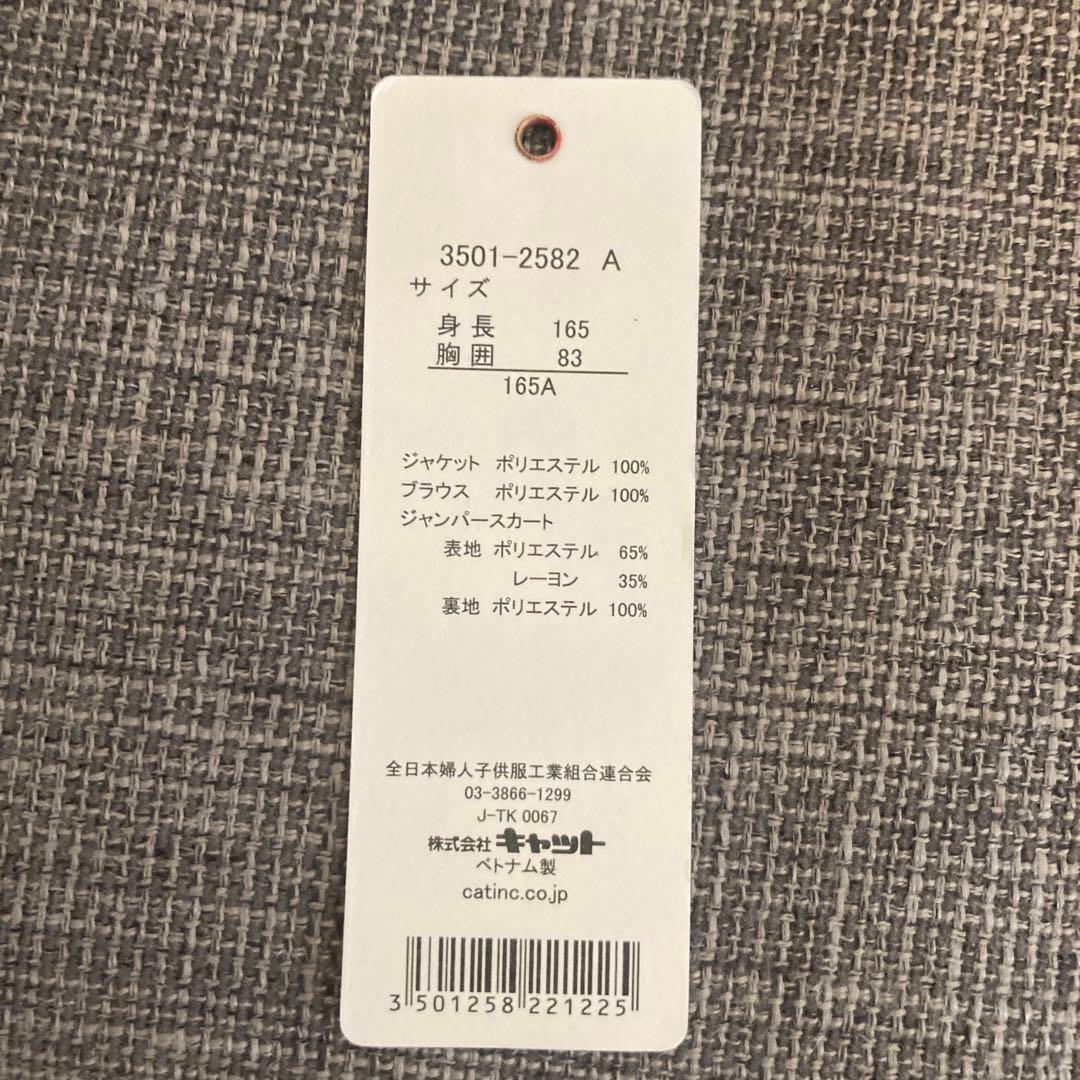 3501-2582 A
サイズ
身長 165
胸囲 83
165A
ジャケット ポリエステル 100%
ブラウス ポリエステル 100%
ジャンパースカート
表地 ポリエステル 65%
レーヨン 35%
裏地 ポリエステル 100%
全日本婦人子供服工業組合連合会
03-3866-1299
J-TK 0067
株式会社 キャット
ベトナム製
catinc.co.jp
3 501258 221225